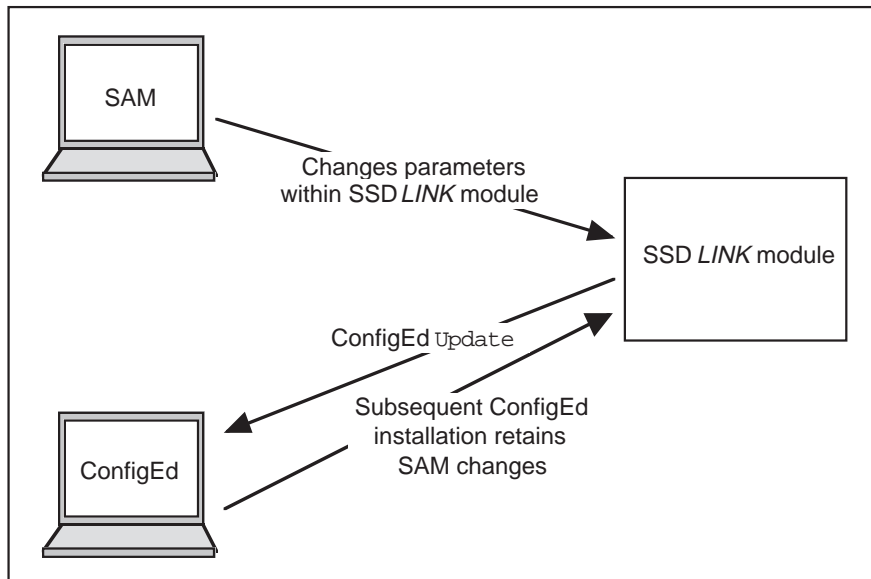 SAM
Changes parameters
within SSD LINK module
SSD LINK module
ConfigEd Update
Subsequent ConfigEd
installation retains
SAM changes
ConfigEd